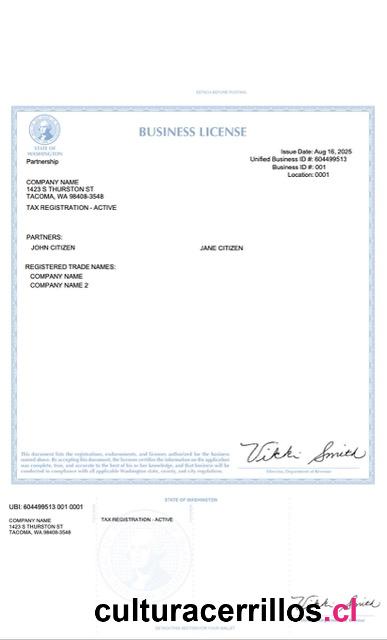 DETACH BEFORE POSTING
BUSINESS LICENSE
STATE OF
WASHINGTON
Partnership
Issue Date: Aug 16, 2025
Unified Business ID #: 604499513
Business ID #: 001
Location: 0001
COMPANY NAME
1423 S THURSTON ST
TACOMA, WA 98408-3548
TAX REGISTRATION - ACTIVE
PARTNERS:
JOHN CITIZEN JANE CITIZEN
REGISTERED TRADE NAMES:
COMPANY NAME
COMPANY NAME 2
This document lists the registrations, endorsements, and licenses authorized for the business
named above. By accepting this document, the licensee certifies the information on the application
was complete, true, and accurate to the best of his or her knowledge, and that business will be
conducted in compliance with all applicable Washington state, county, and city regulations.
Vikki Smith
Director, Department of Revenue
STATE OF WASHINGTON
UBI: 604499513 001 0001
COMPANY NAME
1423 S THURSTON ST
TACOMA, WA 98408-3548
TAX REGISTRATION - ACTIVE
Vikki Smith
culturacerrillos.cl